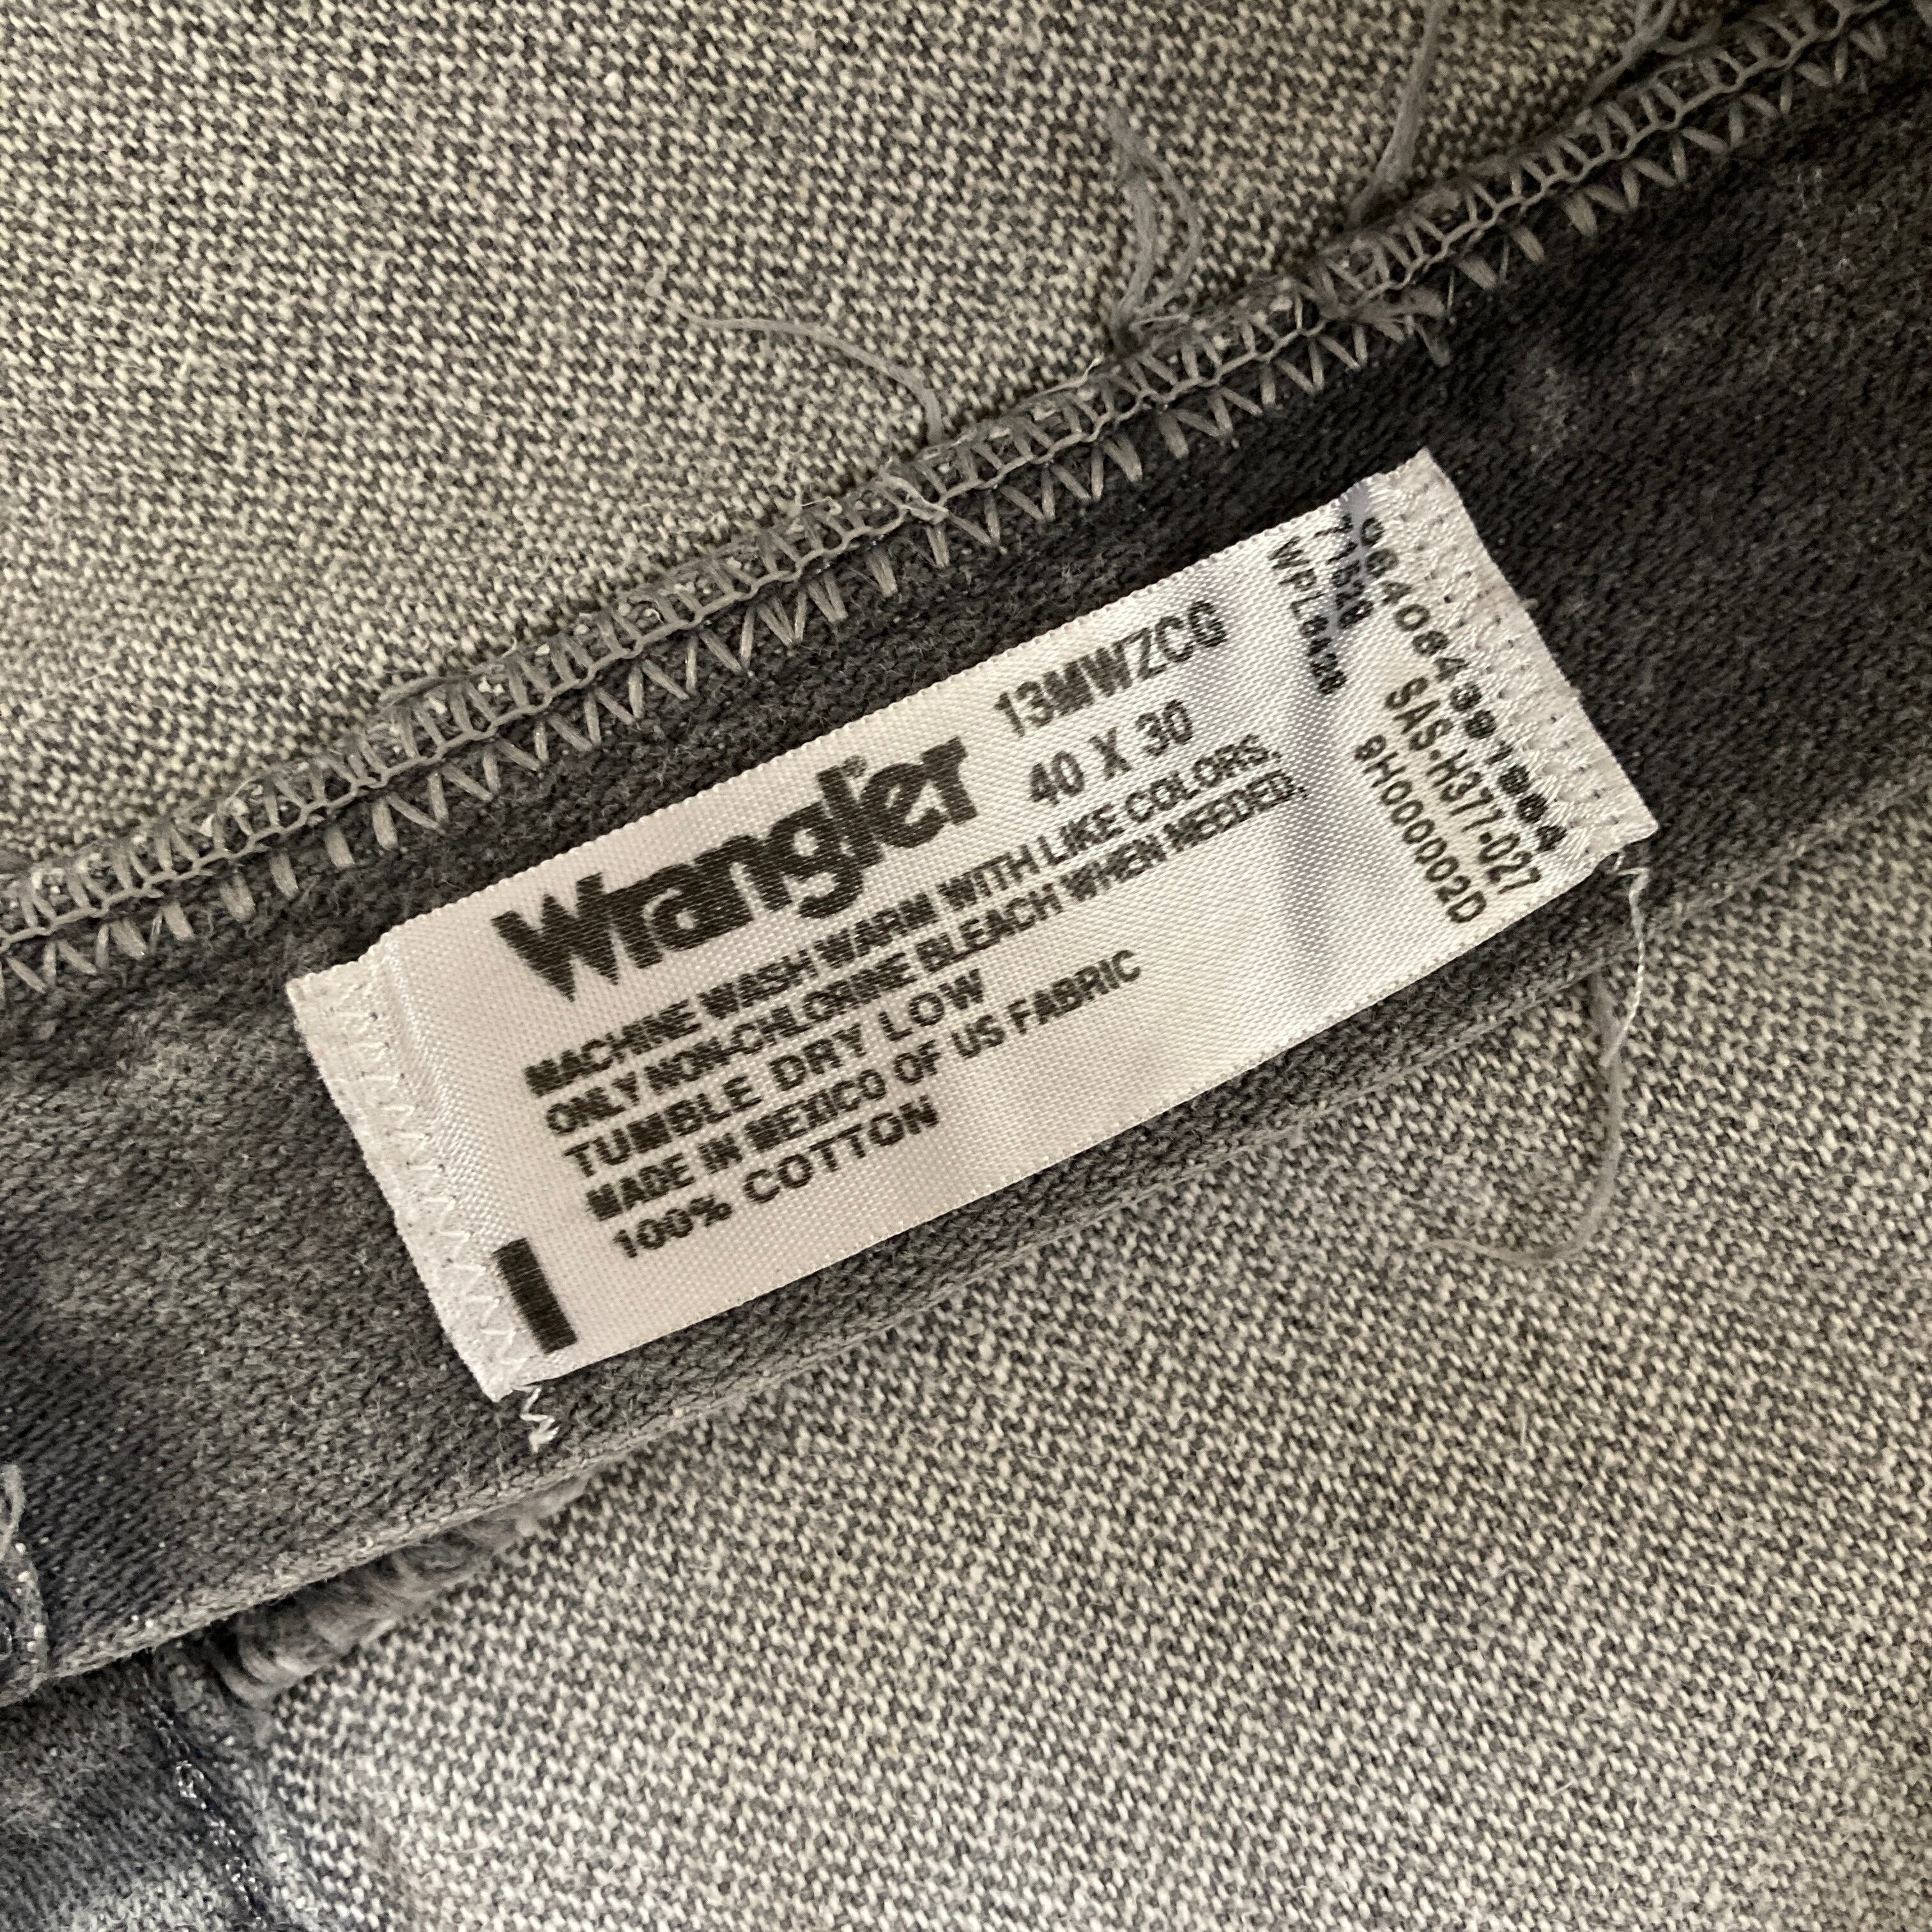 Wrangler®
13MWZCG
40 X 30
MACHINE WASH WARM WITH LIKE COLORS.
ONLY NON-CHLORINE BLEACH WHEN NEEDED.
TUMBLE DRY LOW
MADE IN MEXICO OF US FABRIC
100% COTTON
SAS-H377-027
9H000002D